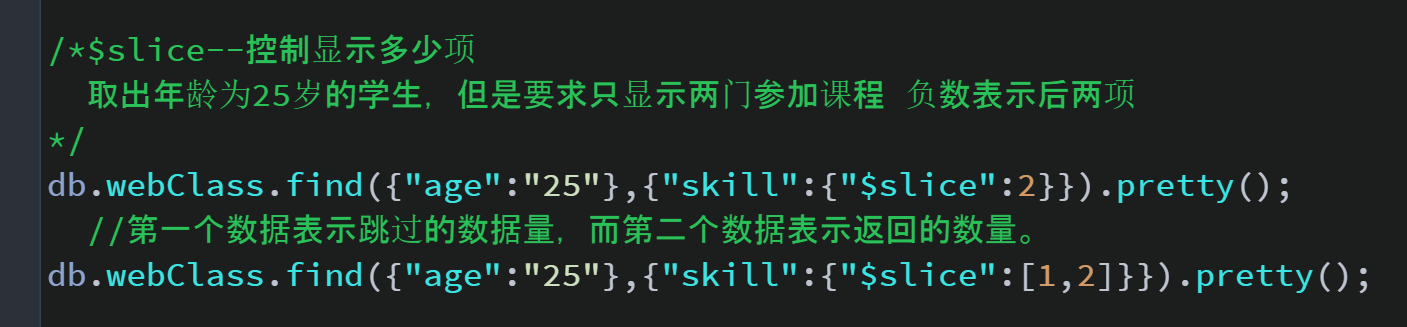 /*$slice--控制显示多少项
  取出年龄为25岁的学生，但是要求只显示两门参加课程 负数表示后两项
*/
db.webClass.find({"age":"25"},{"skill":{"$slice":2}}).pretty();
  //第一个数据表示跳过的数据量，而第二个数据表示返回的数量。
db.webClass.find({"age":"25"},{"skill":{"$slice":[1,2]}}).pretty();